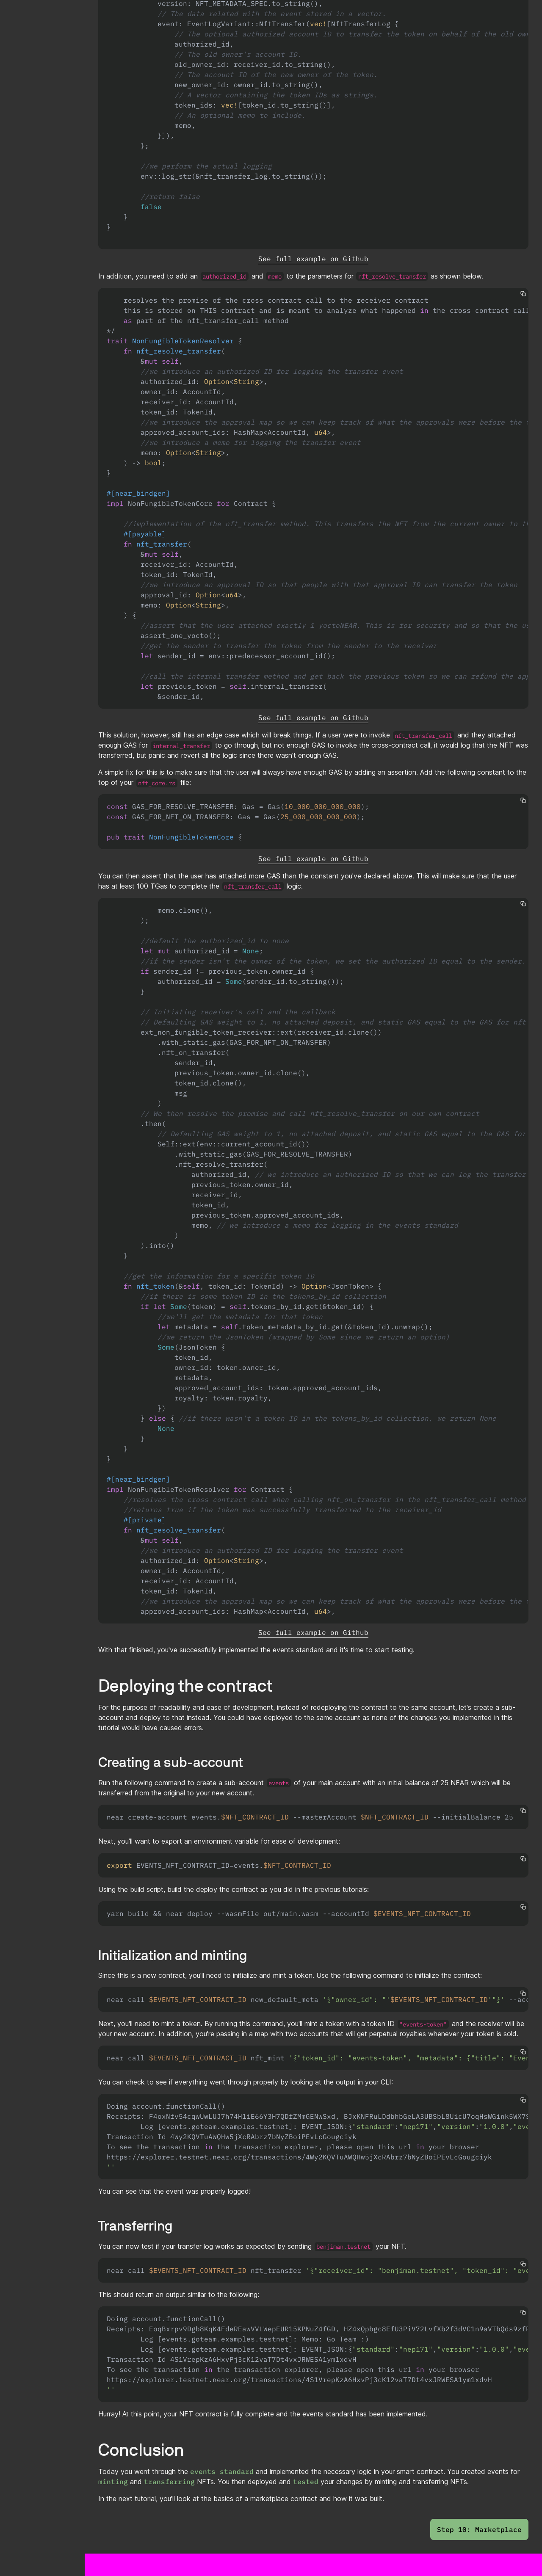 version: NFT_METADATA_SPEC.to_string(),
// The data related with the event stored in a vector.
event: EventLogVariant::NftTransfer(vec![NftTransferLog {
// The optional authorized account ID to transfer the token on behalf of the old own
authorized_id,
// The old owner's account ID.
old_owner_id: receiver_id.to_string(),
// The account ID of the new owner of the token.
new_owner_id: owner_id.to_string(),
// A vector containing the token IDs as strings.
token_ids: vec![token_id.to_string()],
// An optional memo to include.
memo,
}]),
};
//we perform the actual logging
env::log_str(&nft_transfer_log.to_string());
//return false
false
}
}
See full example on Github
In addition, you need to add an authorized_id and memo to the parameters for nft_resolve_transfer as shown below.
resolves the promise of the cross contract call to the receiver contract
this is stored on THIS contract and is meant to analyze what happened in the cross contract call
as part of the nft_transfer_call method
*/
trait NonFungibleTokenResolver {
fn nft_resolve_transfer(
&mut self,
//we introduce an authorized ID for logging the transfer event
authorized_id: Option<String>,
owner_id: AccountId,
receiver_id: AccountId,
token_id: TokenId,
//we introduce the approval map so we can keep track of what the approvals were before the
approved_account_ids: HashMap<AccountId, u64>,
//we introduce a memo for logging the transfer event
memo: Option<String>,
) -> bool;
}
#[near_bindgen]
impl NonFungibleTokenCore for Contract {
//implementation of the nft_transfer method. This transfers the NFT from the current owner to
#[payable]
fn nft_transfer(
&mut self,
receiver_id: AccountId,
token_id: TokenId,
//we introduce an approval ID so that people with that approval ID can transfer the token
approval_id: Option<u64>,
memo: Option<String>,
) {
//assert that the user attached exactly 1 yoctoNEAR. This is for security and so that the
assert_one_yocto();
//get the sender to transfer the token from the sender to the receiver
let sender_id = env::predecessor_account_id();
//call the internal transfer method and get back the previous token so we can refund the
let previous_token = self.internal_transfer(
&sender_id,
See full example on Github
This solution, however, still has an edge case which will break things. If a user were to invoke nft_transfer_call and they attached
enough GAS for internal_transfer to go through, but not enough GAS to invoke the cross-contract call, it would log that the NFT was
transferred, but panic and revert all the logic since there wasn't enough GAS.
A simple fix for this is to make sure that the user will always have enough GAS by adding an assertion. Add the following constant to the
top of your nft_core.rs file:
const GAS_FOR_RESOLVE_TRANSFER: Gas = Gas(10_000_000_000_000);
const GAS_FOR_NFT_ON_TRANSFER: Gas = Gas(25_000_000_000_000);
pub trait NonFungibleTokenCore {
See full example on Github
You can then assert that the user has attached more GAS than the constant you've declared above. This will make sure that the user
has at least 100 TGas to complete the nft_transfer_call logic.
memo.clone(),
);
//default the authorized_id to none
let mut authorized_id = None;
//if the sender isn't the owner of the token, we set the authorized ID equal to the sender.
if sender_id != previous_token.owner_id {
authorized_id = Some(sender_id.to_string());
}
// Initiating receiver's call and the callback
// Defaulting GAS weight to 1, no attached deposit, and static GAS equal to the GAS for nft
ext_non_fungible_token_receiver::ext(receiver_id.clone())
.with_static_gas(GAS_FOR_NFT_ON_TRANSFER)
.nft_on_transfer(
sender_id,
previous_token.owner_id.clone(),
token_id.clone(),
msg
)
// We then resolve the promise and call nft_resolve_transfer on our own contract
.then(
// Defaulting GAS weight to 1, no attached deposit, and static GAS equal to the GAS for
Self::ext(env::current_account_id())
.with_static_gas(GAS_FOR_RESOLVE_TRANSFER)
.nft_resolve_transfer(
authorized_id, // we introduce an authorized ID so that we can log the transfer
previous_token.owner_id,
receiver_id,
token_id,
previous_token.approved_account_ids,
memo, // we introduce a memo for logging in the events standard
)
).into()
}
//get the information for a specific token ID
fn nft_token(&self, token_id: TokenId) -> Option<JsonToken> {
//if there is some token ID in the tokens_by_id collection
if let Some(token) = self.tokens_by_id.get(&token_id) {
//we'll get the metadata for that token
let metadata = self.token_metadata_by_id.get(&token_id).unwrap();
//we return the JsonToken (wrapped by Some since we return an option)
Some(JsonToken {
token_id,
owner_id: token.owner_id,
metadata,
approved_account_ids: token.approved_account_ids,
royalty: token.royalty,
})
} else { //if there wasn't a token ID in the tokens_by_id collection, we return None
None
}
}
}
#[near_bindgen]
impl NonFungibleTokenResolver for Contract {
//resolves the cross contract call when calling nft_on_transfer in the nft_transfer_call method
//returns true if the token was successfully transferred to the receiver_id
#[private]
fn nft_resolve_transfer(
&mut self,
//we introduce an authorized ID for logging the transfer event
authorized_id: Option<String>,
owner_id: AccountId,
receiver_id: AccountId,
token_id: TokenId,
//we introduce the approval map so we can keep track of what the approvals were before the
approved_account_ids: HashMap<AccountId, u64>,
See full example on Github
With that finished, you've successfully implemented the events standard and it's time to start testing.
Deploying the contract
For the purpose of readability and ease of development, instead of redeploying the contract to the same account, let's create a sub-
account and deploy to that instead. You could have deployed to the same account as none of the changes you implemented in this
tutorial would have caused errors.
Creating a sub-account
Run the following command to create a sub-account events of your main account with an initial balance of 25 NEAR which will be
transferred from the original to your new account.
near create-account events.$NFT_CONTRACT_ID --masterAccount $NFT_CONTRACT_ID --initialBalance 25
Next, you'll want to export an environment variable for ease of development:
export EVENTS_NFT_CONTRACT_ID=events.$NFT_CONTRACT_ID
Using the build script, build the deploy the contract as you did in the previous tutorials:
yarn build && near deploy --wasmFile out/main.wasm --accountId $EVENTS_NFT_CONTRACT_ID
Initialization and minting
Since this is a new contract, you'll need to initialize and mint a token. Use the following command to initialize the contract:
near call $EVENTS_NFT_CONTRACT_ID new_default_meta '{"owner_id": "'$EVENTS_NFT_CONTRACT_ID'"}' --acc
Next, you'll need to mint a token. By running this command, you'll mint a token with a token ID "events-token" and the receiver will be
your new account. In addition, you're passing in a map with two accounts that will get perpetual royalties whenever your token is sold.
near call $EVENTS_NFT_CONTRACT_ID nft_mint '{"token_id": "events-token", "metadata": {"title": "Even
You can check to see if everything went through properly by looking at the output in your CLI:
Doing account.functionCall()
Receipts: F4oxNfv54cqwUwLUJ7h74H1iE66Y3H7QDfZMmGENwSxd, BJxKNFRuLDdbhbGeLA3UBSbL8UicU7oqHsWGink5WX7S
Log [events.goteam.examples.testnet]: EVENT_JSON:{"standard":"nep171","version":"1.0.0","eve
Transaction Id 4Wy2KQVTuAWQHw5jXcRAbrz7bNyZBoiPEvLcGougciyk
To see the transaction in the transaction explorer, please open this url in your browser
https://explorer.testnet.near.org/transactions/4Wy2KQVTuAWQHw5jXcRAbrz7bNyZBoiPEvLcGougciyk
''
You can see that the event was properly logged!
Transferring
You can now test if your transfer log works as expected by sending benjiman.testnet your NFT.
near call $EVENTS_NFT_CONTRACT_ID nft_transfer '{"receiver_id": "benjiman.testnet", "token_id": "eve
This should return an output similar to the following:
Doing account.functionCall()
Receipts: EoqBxrpv9Dgb8KqK4FdeREawVVLWepEUR15KPNuZ4fGD, HZ4xQpbgc8EfU3PiV72LvfXb2f3dVC1n9aVTbQds9zfR
Log [events.goteam.examples.testnet]: Memo: Go Team :)
Log [events.goteam.examples.testnet]: EVENT_JSON:{"standard":"nep171","version":"1.0.0","eve
Transaction Id 4S1VrepKzA6HxvPj3cK12vaT7Dt4vxJRWESA1ym1xdvH
To see the transaction in the transaction explorer, please open this url in your browser
https://explorer.testnet.near.org/transactions/4S1VrepKzA6HxvPj3cK12vaT7Dt4vxJRWESA1ym1xdvH
''
Hurray! At this point, your NFT contract is fully complete and the events standard has been implemented.
Conclusion
Today you went through the events standard and implemented the necessary logic in your smart contract. You created events for
minting and transferring NFTs. You then deployed and tested your changes by minting and transferring NFTs.
In the next tutorial, you'll look at the basics of a marketplace contract and how it was built.
Step 10: Marketplace